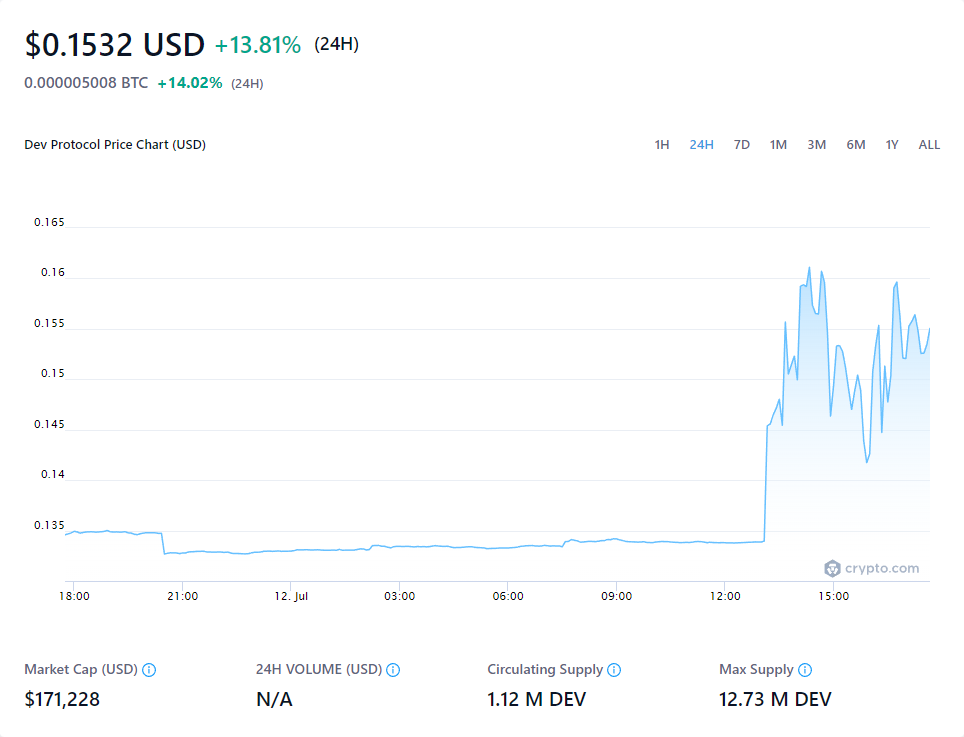 $0.1532 USD +13.81% (24H)
0.000005008 BTC +14.02% (24H)
Dev Protocol Price Chart (USD) 1H 24H 7D 1M 3M 6M 1Y ALL
0.165
0.16
0.155
0.15
0.145
0.14
0.135
crypto.com
18:00 21:00 12. Jul 03:00 06:00 09:00 12:00 15:00
Market Cap (USD) 24H VOLUME (USD) Circulating Supply Max Supply
$171,228 N/A 1.12 M DEV 12.73 M DEV